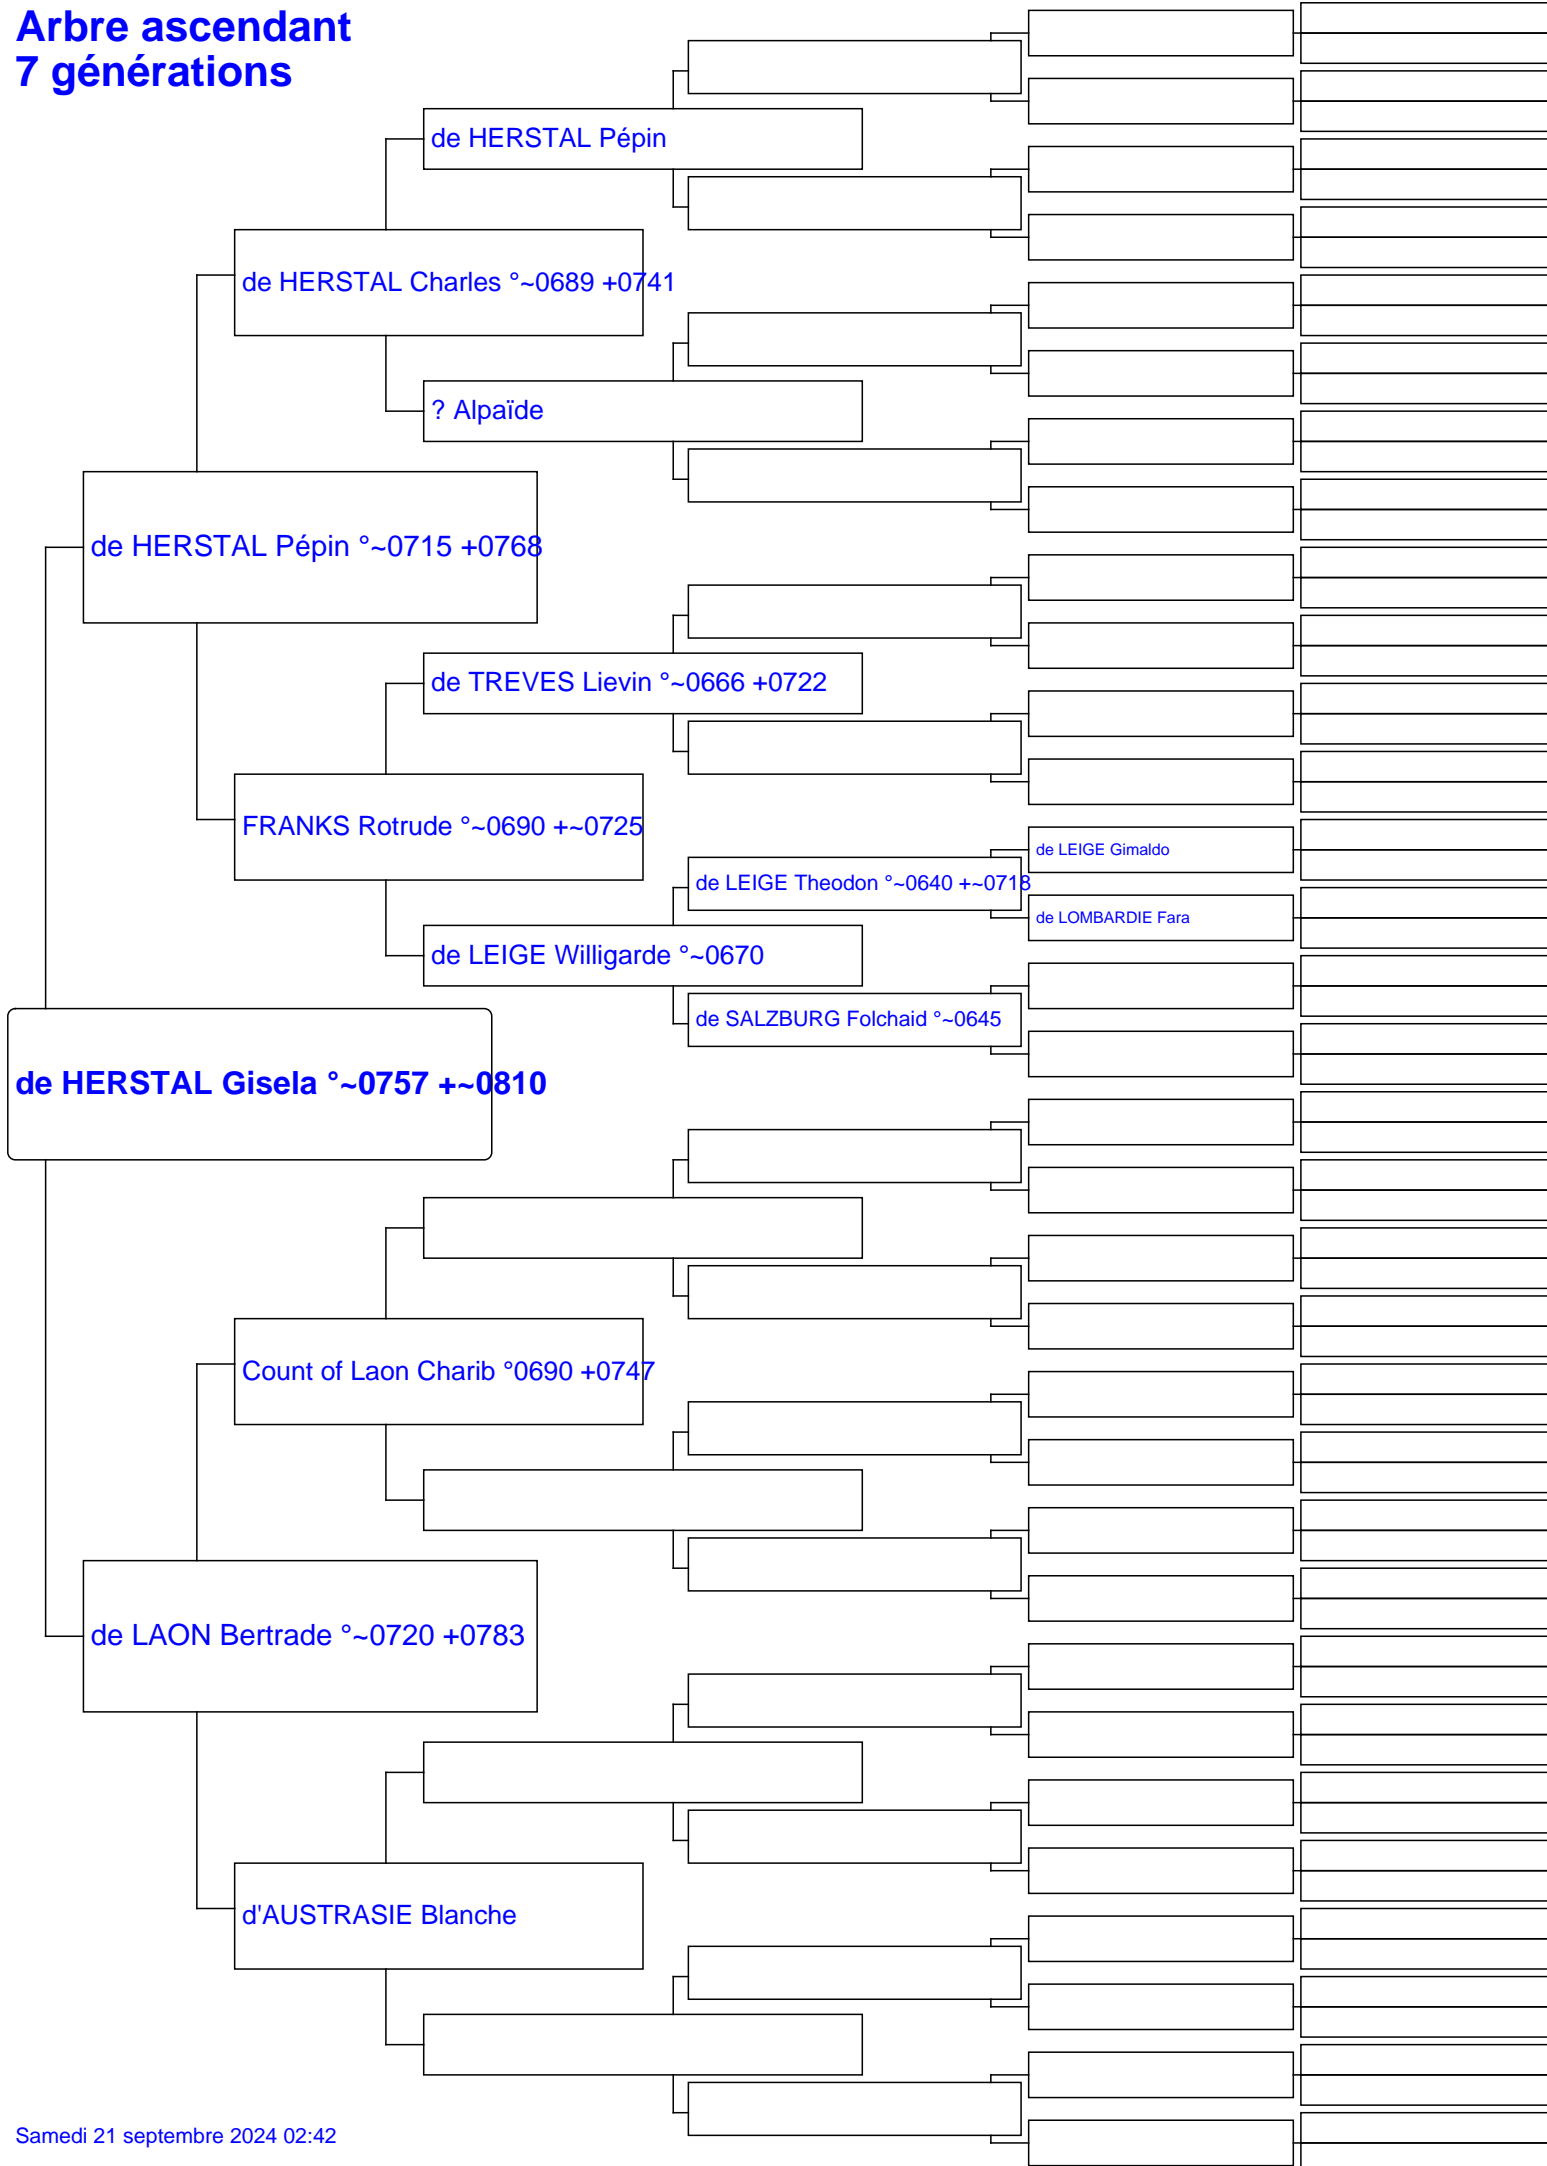 Arbre ascendant
7 générations
de HERSTAL Pépin
de HERSTAL Charles °~0689 +0741
? Alpaïde
de HERSTAL Pépin °~0715 +0768
de TREVES Lievin °~0666 +0722
FRANKS Rotrude °~0690 +~0725
de LEIGE Gimaldo
de LEIGE Theodon °~0640 +~0718
de LOMBARDIE Fara
de LEIGE Willigarde °~0670
de SALZBURG Folchaid °~0645
de HERSTAL Gisela °~0757 +~0810
Count of Laon Charib °0690 +0747
de LAON Bertrade °~0720 +0783
d'AUSTRASIE Blanche
Samedi 21 septembre 2024 02:42